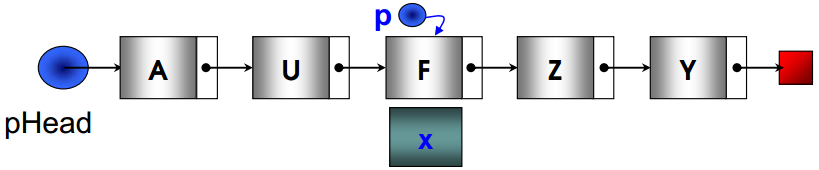 p
A U F Z Y
pHead
x